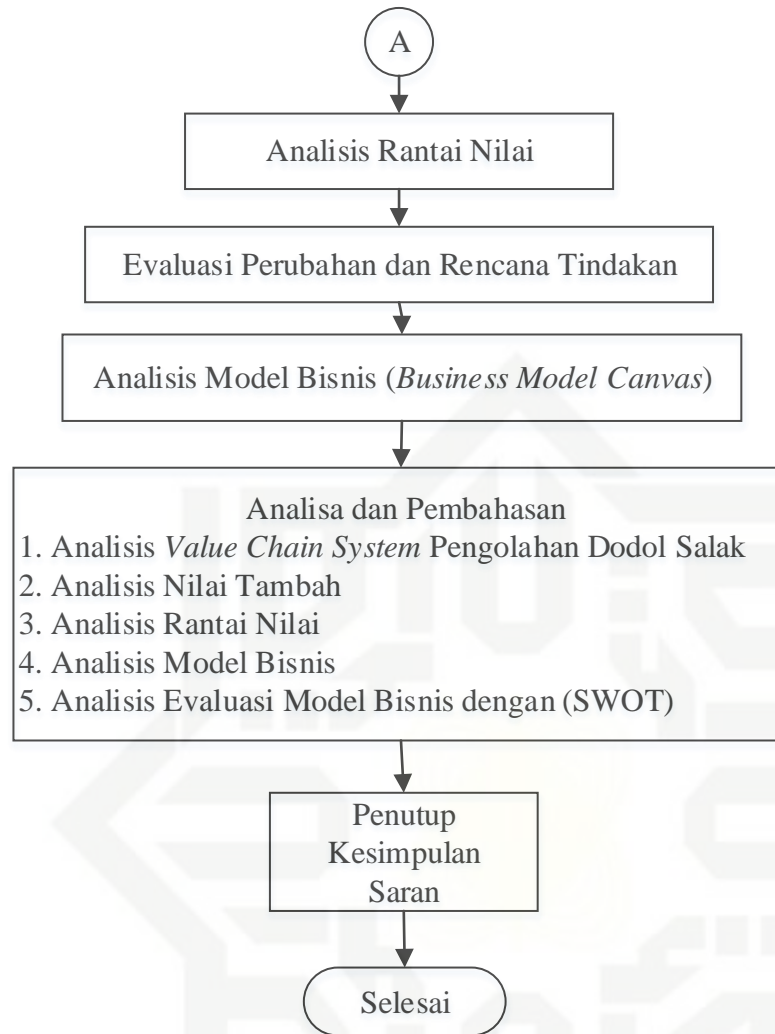 A
Analisis Rantai Nilai
Evaluasi Perubahan dan Rencana Tindakan
Analisis Model Bisnis (Business Model Canvas)
Analisa dan Pembahasan
1. Analisis Value Chain System Pengolahan Dodol Salak
2. Analisis Nilai Tambah
3. Analisis Rantai Nilai
4. Analisis Model Bisnis
5. Analisis Evaluasi Model Bisnis dengan (SWOT)
Penutup
Kesimpulan
Saran
Selesai